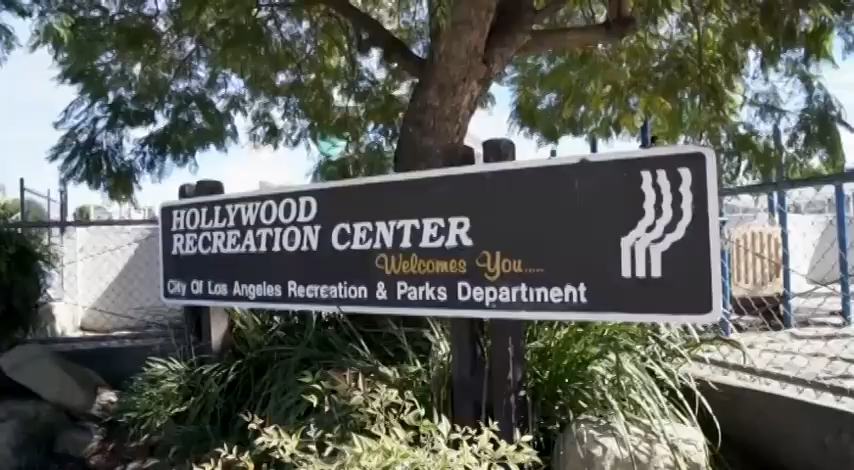 HOLLYWOOD
RECREATION CENTER
Welcomes You.....
City Of Los Angeles Recreation & Parks Department